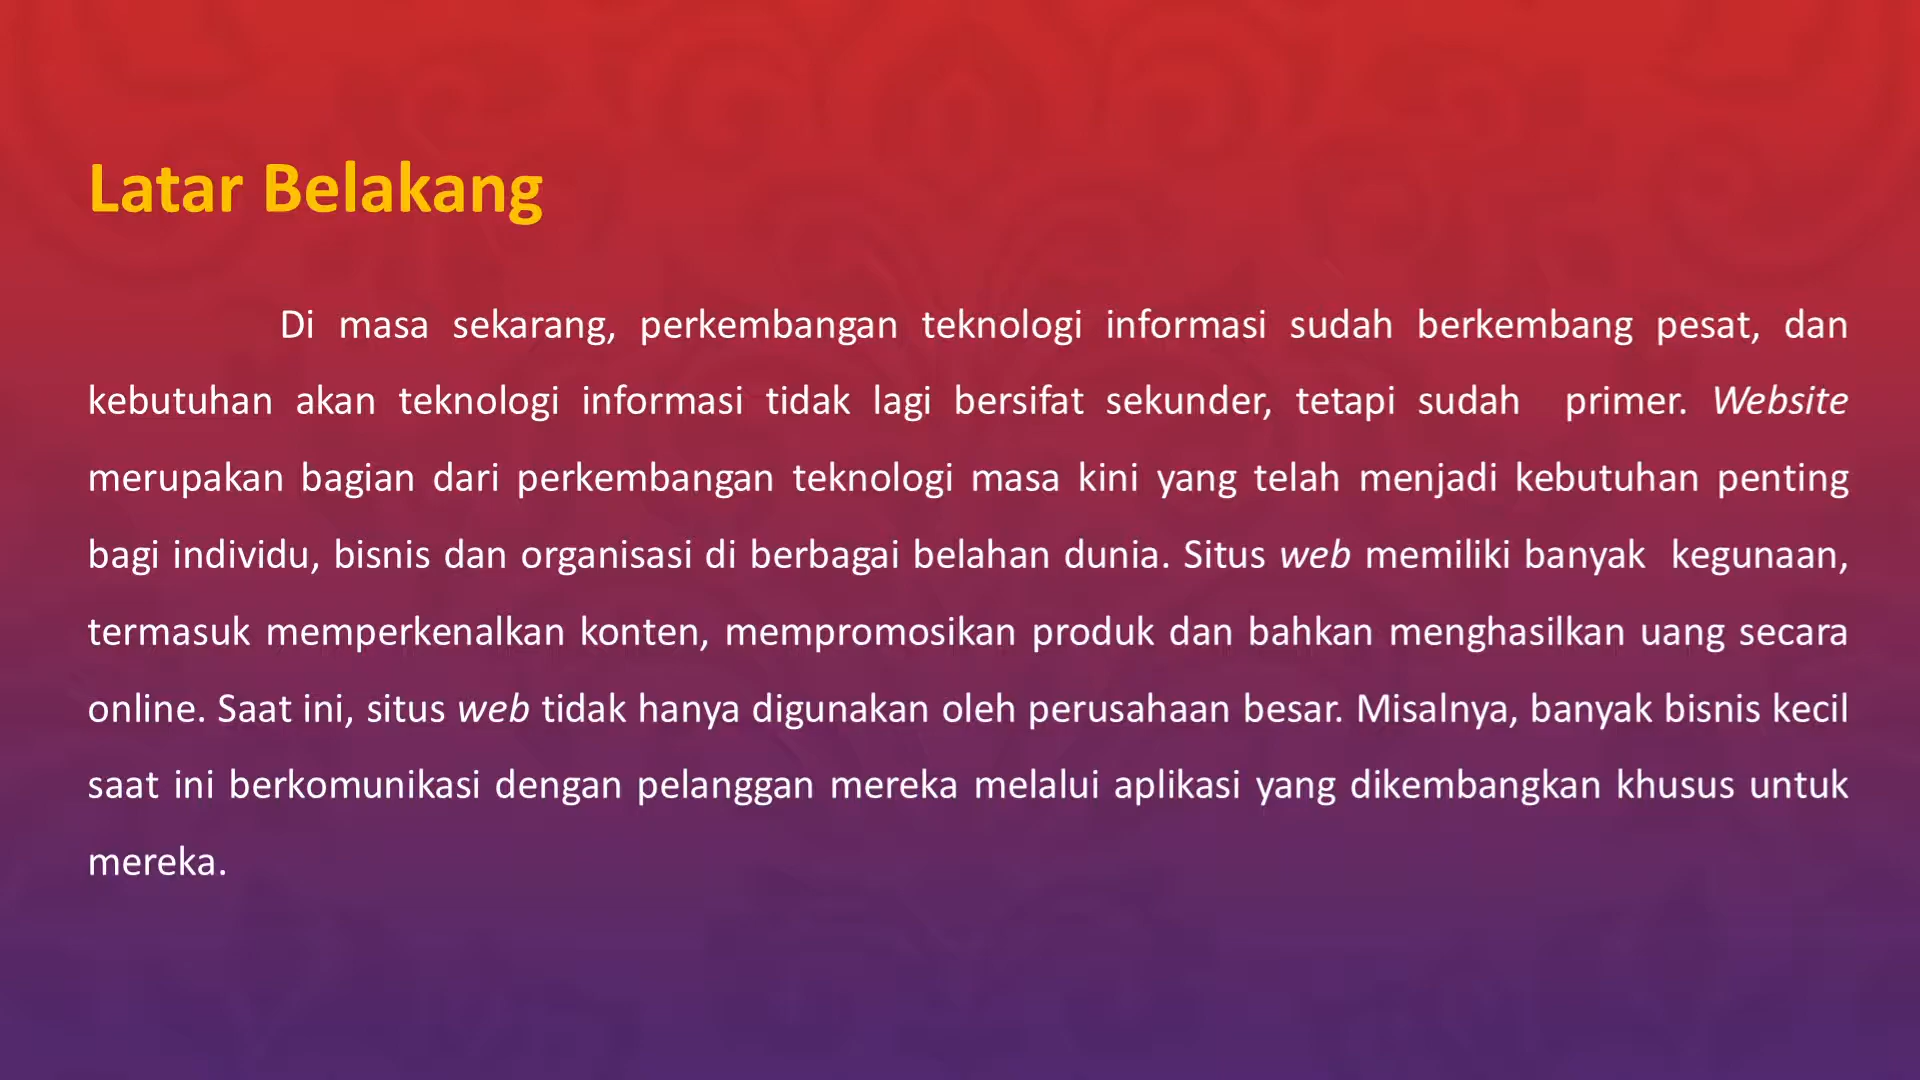 Latar Belakang
Di masa sekarang, perkembangan teknologi informasi sudah berkembang pesat, dan
kebutuhan akan teknologi informasi tidak lagi bersifat sekunder, tetapi sudah primer. Website
merupakan bagian dari perkembangan teknologi masa kini yang telah menjadi kebutuhan penting
bagi individu, bisnis dan organisasi di berbagai belahan dunia. Situs web memiliki banyak kegunaan,
termasuk memperkenalkan konten, mempromosikan produk dan bahkan menghasilkan uang secara
online. Saat ini, situs web tidak hanya digunakan oleh perusahaan besar. Misalnya, banyak bisnis kecil
saat ini berkomunikasi dengan pelanggan mereka melalui aplikasi yang dikembangkan khusus untuk
mereka.